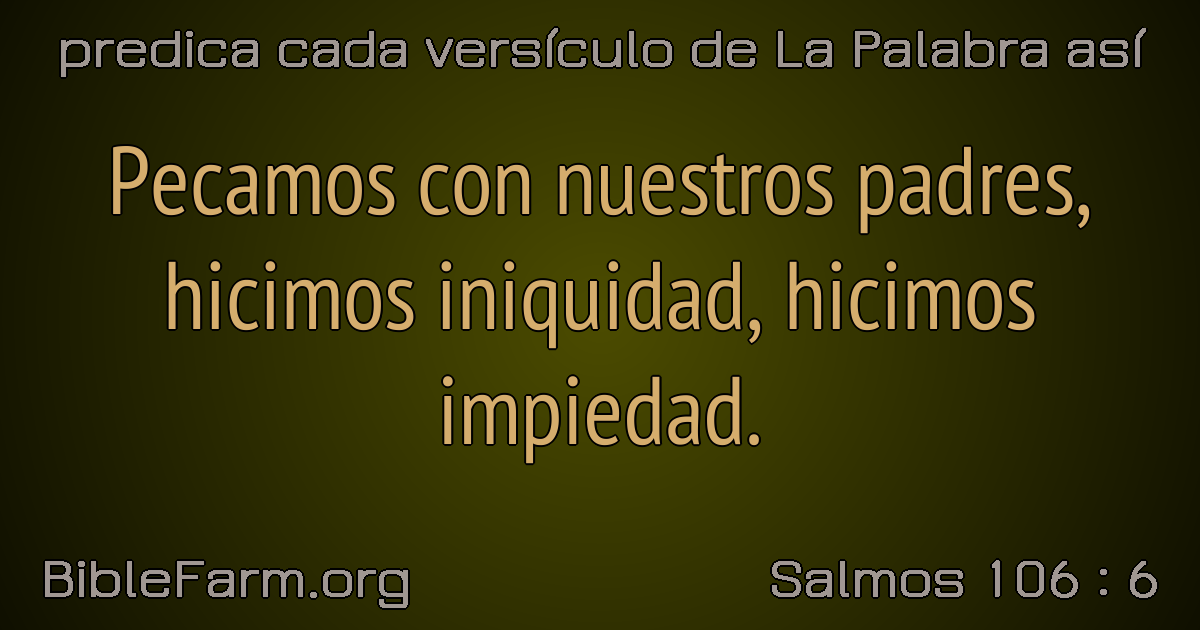 predica cada versículo de La Palabra así
Pecamos con nuestros padres,
hicimos iniquidad, hicimos
impiedad.
BibleFarm.org
Salmos 106 : 6